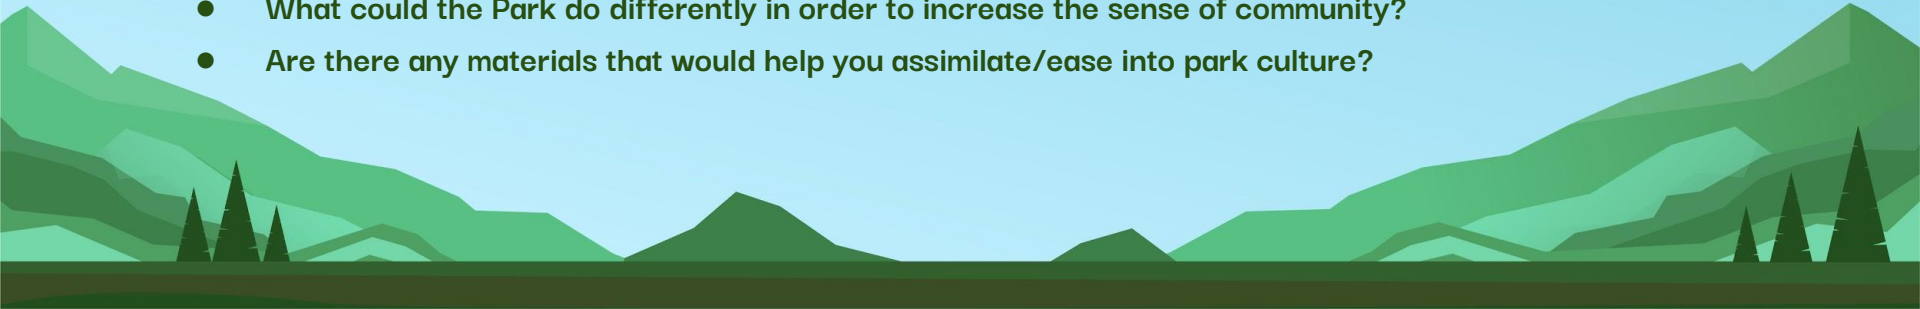 ● What could the Park do differently in order to increase the sense of community?
● Are there any materials that would help you assimilate/ease into park culture?